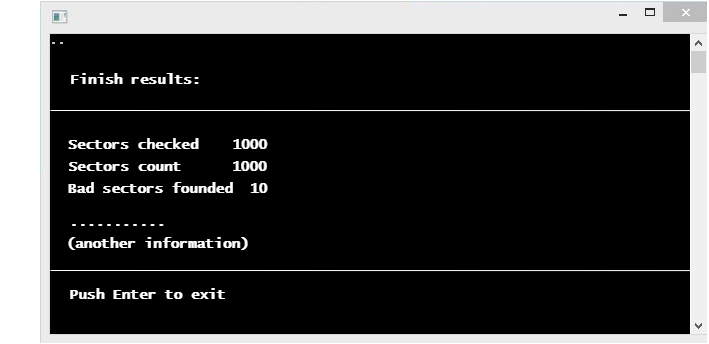 ..
Finish results:
Sectors checked 1000
Sectors count 1000
Bad sectors founded 10
...........
(another information)
Push Enter to exit